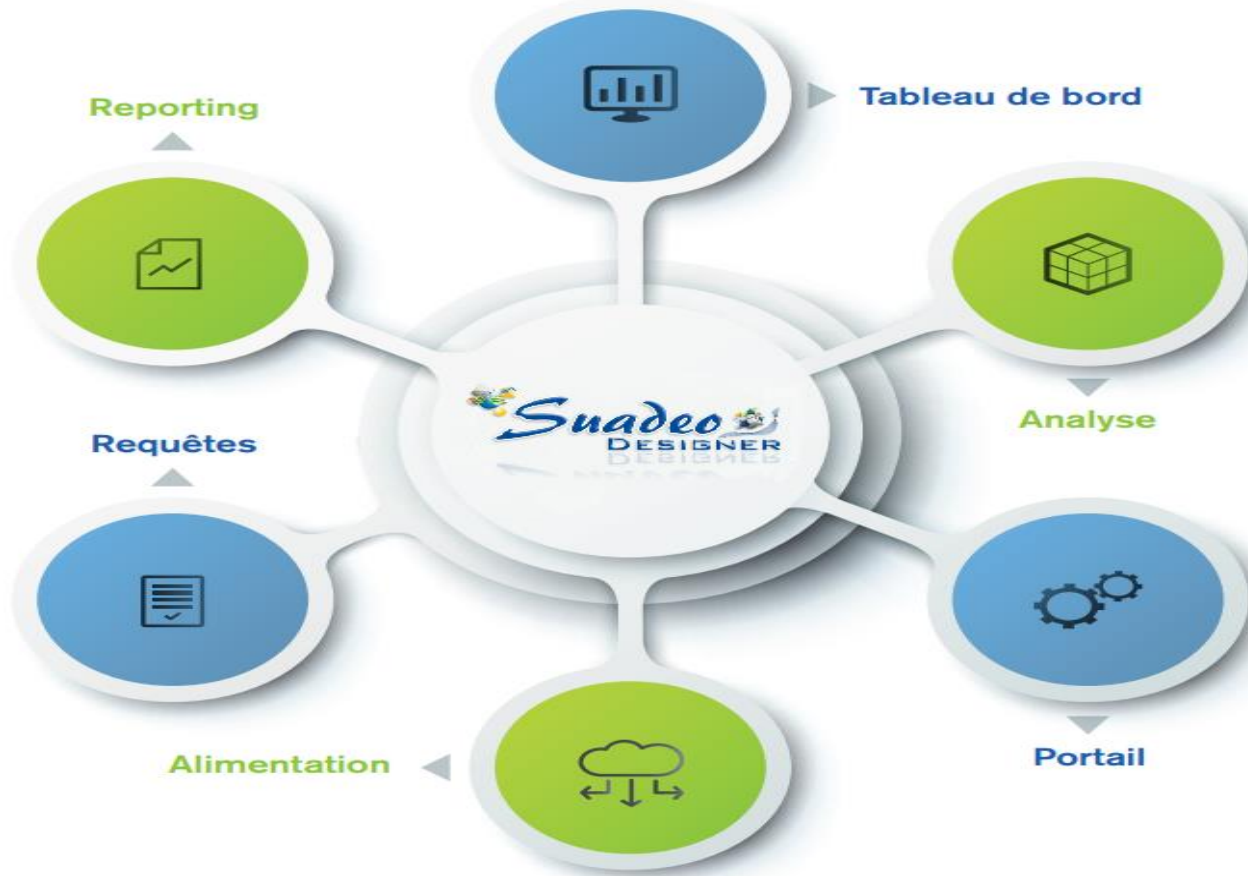 Reporting
Tableau de bord
Analyse
Suadeo
DESIGNER
Requêtes
Portail
Alimentation